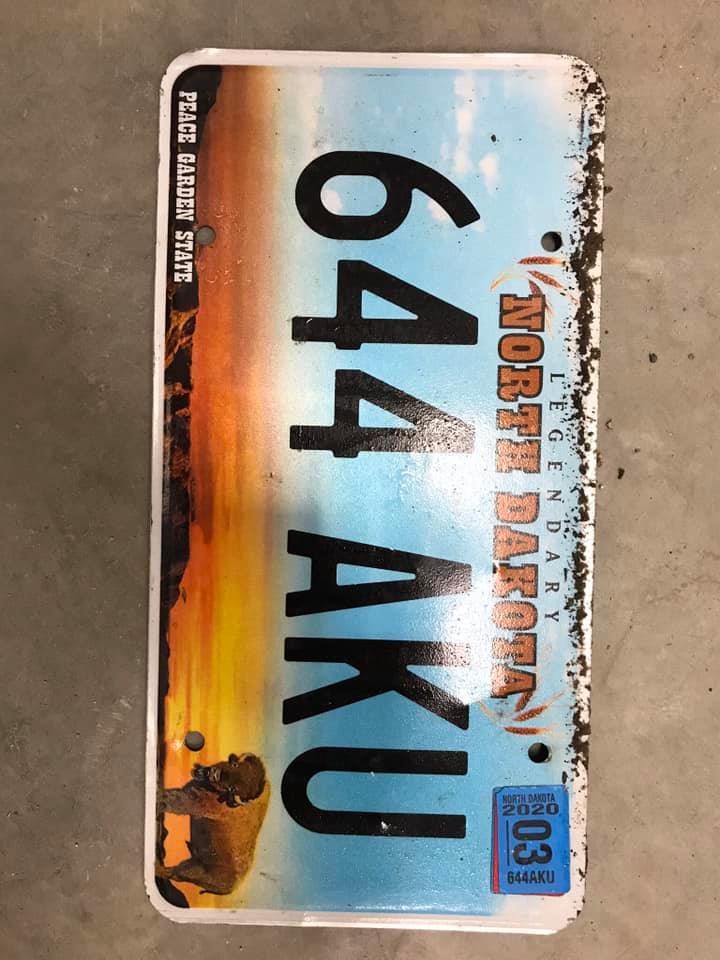 LEGENDARY
NORTH DAKOTA
644 AKU
NORTH DAKOTA
2020
03
644AKU
PEACE GARDEN STATE